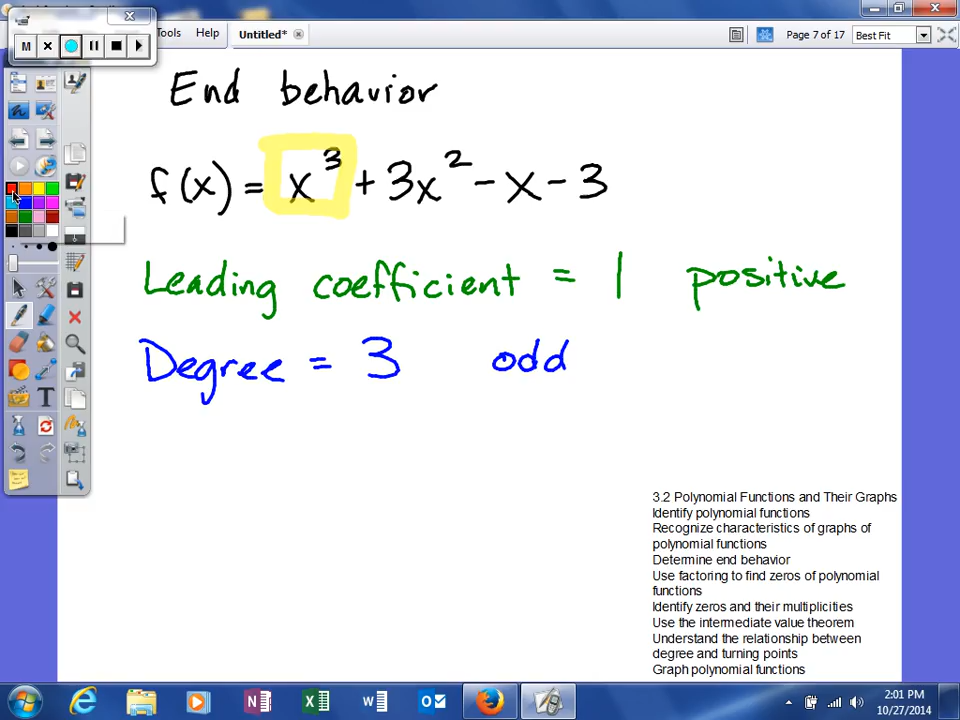 Tools Help Untitled* Page 7 of 17 Best Fit
M
End behavior
f(x) = x³ + 3x² - x - 3
Leading coefficient = 1 positive
Degree = 3 odd
3.2 Polynomial Functions and Their Graphs
Identify polynomial functions
Recognize characteristics of graphs of
polynomial functions
Determine end behavior
Use factoring to find zeros of polynomial
functions
Identify zeros and their multiplicities
Use the intermediate value theorem
Understand the relationship between
degree and turning points
Graph polynomial functions
2:01 PM
10/27/2014